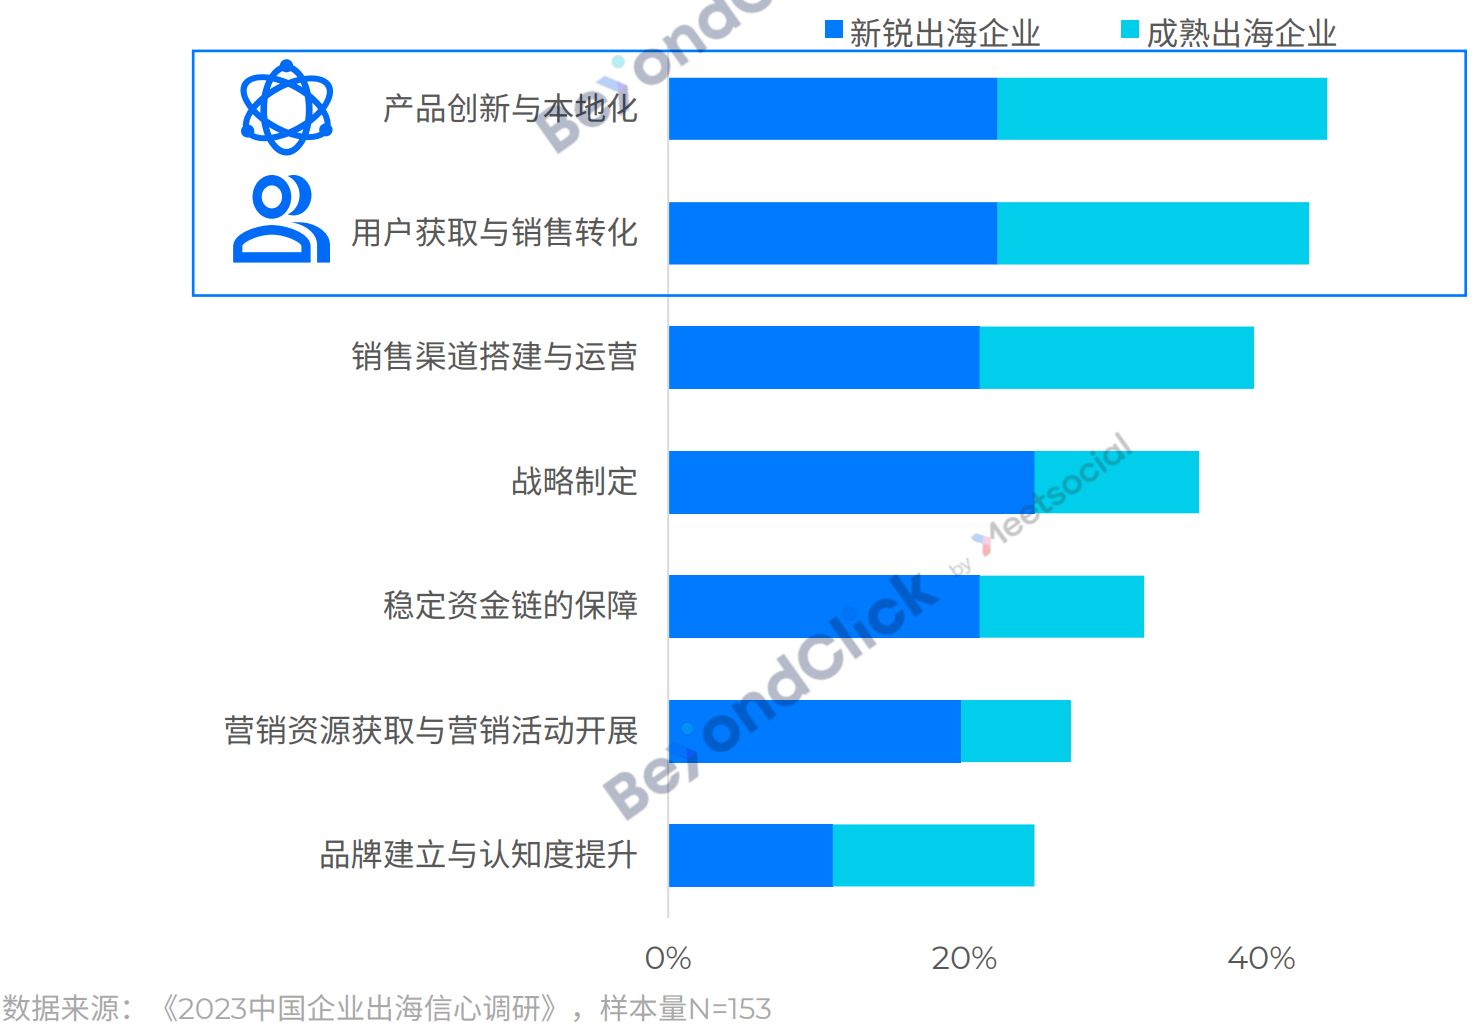 新锐出海企业 成熟出海企业
产品创新与本地化
用户获取与销售转化
销售渠道搭建与运营
战略制定
稳定资金链的保障
营销资源获取与营销活动开展
品牌建立与认知度提升
0% 20% 40%
数据来源：《2023中国企业出海信心调研》，样本量N=153
BeyondC
BeyondClick by Meetsocial